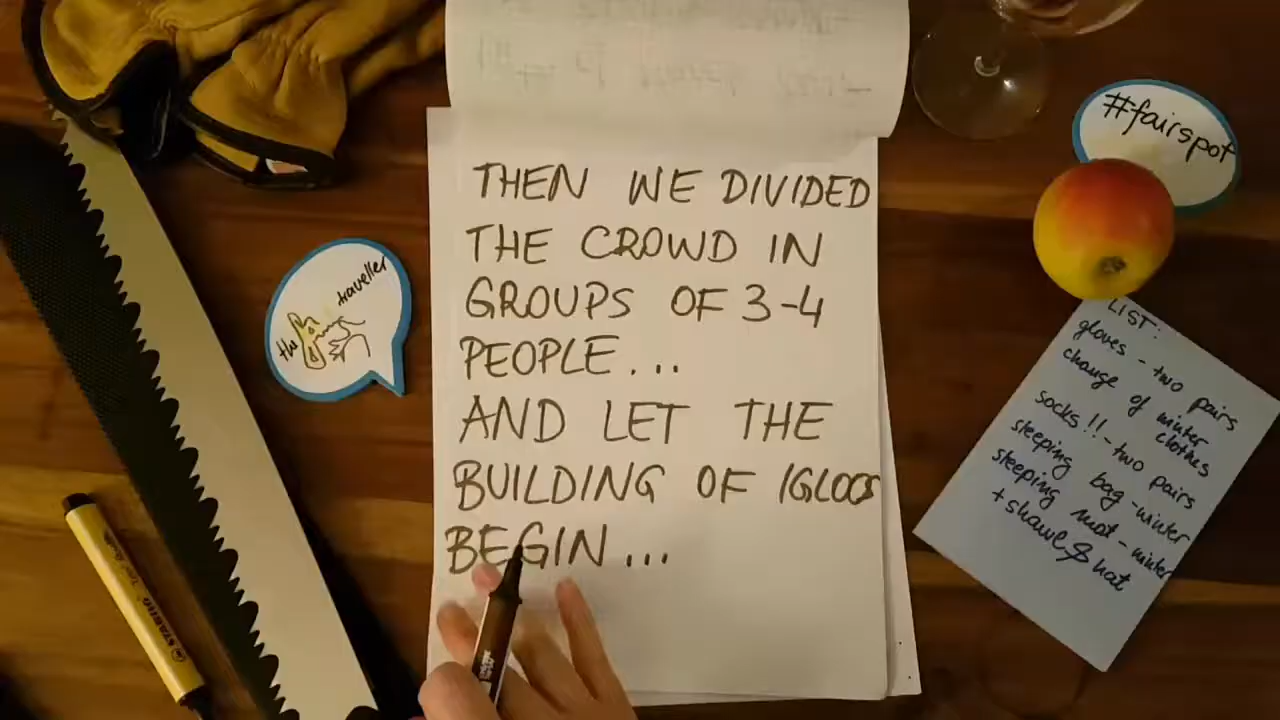 THEN WE DIVIDED
THE CROWD IN
GROUPS OF 3-4
PEOPLE...
AND LET THE
BUILDING OF IGLOOS
BEGIN...
the
traveller
#fairspot
LIST:
gloves - two pairs
change of winter
clothes
socks!! - two pairs
sleeping bag - winter
sleeping mat - winter
+ shawl & hat
STABILO